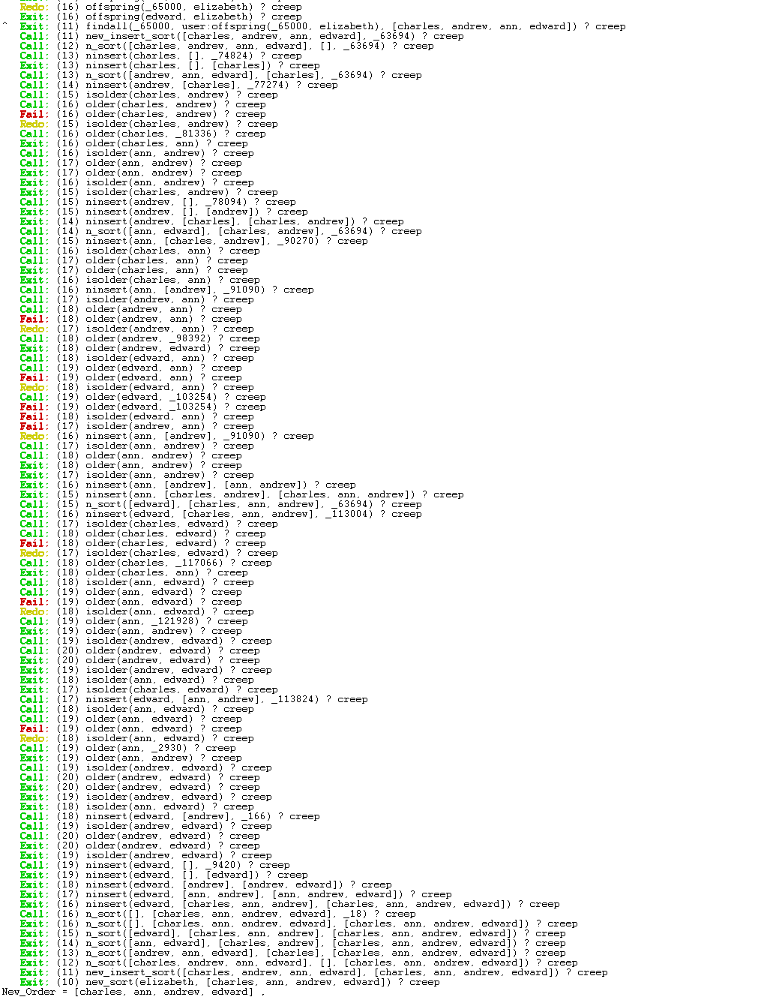 Redo: (16) offspring(_65000, elizabeth) ? creep
Exit: (16) offspring(edward, elizabeth) ? creep
^ Exit: (11) findall(_65000, user:offspring(_65000, elizabeth), [charles, andrew, ann, edward]) ? creep
Call: (11) new_insert_sort([charles, andrew, ann, edward], _63694) ? creep
Call: (12) n_sort([charles, andrew, ann, edward], [], _63694) ? creep
Call: (13) ninsert(charles, [], _74824) ? creep
Exit: (13) ninsert(charles, [], [charles]) ? creep
Call: (13) n_sort([andrew, ann, edward], [charles], _63694) ? creep
Call: (14) ninsert(andrew, [charles], _77274) ? creep
Call: (15) isolder(charles, andrew) ? creep
Call: (16) older(charles, andrew) ? creep
Fail: (16) older(charles, andrew) ? creep
Redo: (15) isolder(charles, andrew) ? creep
Call: (16) older(charles, _81336) ? creep
Exit: (16) older(charles, ann) ? creep
Call: (16) isolder(ann, andrew) ? creep
Call: (17) older(ann, andrew) ? creep
Exit: (17) older(ann, andrew) ? creep
Exit: (16) isolder(ann, andrew) ? creep
Exit: (15) isolder(charles, andrew) ? creep
Call: (15) ninsert(andrew, [], _78094) ? creep
Exit: (15) ninsert(andrew, [], [andrew]) ? creep
Exit: (14) ninsert(andrew, [charles], [charles, andrew]) ? creep
Call: (14) n_sort([ann, edward], [charles, andrew], _63694) ? creep
Call: (15) ninsert(ann, [charles, andrew], _90270) ? creep
Call: (16) isolder(charles, ann) ? creep
Call: (17) older(charles, ann) ? creep
Exit: (17) older(charles, ann) ? creep
Exit: (16) isolder(charles, ann) ? creep
Call: (16) ninsert(ann, [andrew], _91090) ? creep
Call: (17) isolder(andrew, ann) ? creep
Call: (18) older(andrew, ann) ? creep
Fail: (18) older(andrew, ann) ? creep
Redo: (17) isolder(andrew, ann) ? creep
Call: (18) older(andrew, _98392) ? creep
Exit: (18) older(andrew, edward) ? creep
Call: (18) isolder(edward, ann) ? creep
Call: (19) older(edward, ann) ? creep
Fail: (19) older(edward, ann) ? creep
Redo: (18) isolder(edward, ann) ? creep
Call: (19) older(edward, _103254) ? creep
Fail: (19) older(edward, _103254) ? creep
Fail: (18) isolder(edward, ann) ? creep
Fail: (17) isolder(andrew, ann) ? creep
Redo: (16) ninsert(ann, [andrew], _91090) ? creep
Call: (17) isolder(ann, andrew) ? creep
Call: (18) older(ann, andrew) ? creep
Exit: (18) older(ann, andrew) ? creep
Exit: (17) isolder(ann, andrew) ? creep
Exit: (16) ninsert(ann, [andrew], [ann, andrew]) ? creep
Exit: (15) ninsert(ann, [charles, andrew], [charles, ann, andrew]) ? creep
Call: (15) n_sort([edward], [charles, ann, andrew], _63694) ? creep
Call: (16) ninsert(edward, [charles, ann, andrew], _113004) ? creep
Call: (17) isolder(charles, edward) ? creep
Call: (18) older(charles, edward) ? creep
Fail: (18) older(charles, edward) ? creep
Redo: (17) isolder(charles, edward) ? creep
Call: (18) older(charles, _117066) ? creep
Exit: (18) older(charles, ann) ? creep
Call: (18) isolder(ann, edward) ? creep
Call: (19) older(ann, edward) ? creep
Fail: (19) older(ann, edward) ? creep
Redo: (18) isolder(ann, edward) ? creep
Call: (19) older(ann, _121928) ? creep
Exit: (19) older(ann, andrew) ? creep
Call: (19) isolder(andrew, edward) ? creep
Call: (20) older(andrew, edward) ? creep
Exit: (20) older(andrew, edward) ? creep
Exit: (19) isolder(andrew, edward) ? creep
Exit: (18) isolder(ann, edward) ? creep
Exit: (17) isolder(charles, edward) ? creep
Call: (17) ninsert(edward, [ann, andrew], _113824) ? creep
Call: (18) isolder(ann, edward) ? creep
Call: (19) older(ann, edward) ? creep
Fail: (19) older(ann, edward) ? creep
Redo: (18) isolder(ann, edward) ? creep
Call: (19) older(ann, _2930) ? creep
Exit: (19) older(ann, andrew) ? creep
Call: (19) isolder(andrew, edward) ? creep
Call: (20) older(andrew, edward) ? creep
Exit: (20) older(andrew, edward) ? creep
Exit: (19) isolder(andrew, edward) ? creep
Exit: (18) isolder(ann, edward) ? creep
Call: (18) ninsert(edward, [andrew], _166) ? creep
Call: (19) isolder(andrew, edward) ? creep
Call: (20) older(andrew, edward) ? creep
Exit: (20) older(andrew, edward) ? creep
Exit: (19) isolder(andrew, edward) ? creep
Call: (19) ninsert(edward, [], _9420) ? creep
Exit: (19) ninsert(edward, [], [edward]) ? creep
Exit: (18) ninsert(edward, [andrew], [andrew, edward]) ? creep
Exit: (17) ninsert(edward, [ann, andrew], [ann, andrew, edward]) ? creep
Exit: (16) ninsert(edward, [charles, ann, andrew], [charles, ann, andrew, edward]) ? creep
Call: (16) n_sort([], [charles, ann, andrew, edward], _18) ? creep
Exit: (16) n_sort([], [charles, ann, andrew, edward], [charles, ann, andrew, edward]) ? creep
Exit: (15) n_sort([edward], [charles, ann, andrew], [charles, ann, andrew, edward]) ? creep
Exit: (14) n_sort([ann, edward], [charles, andrew], [charles, ann, andrew, edward]) ? creep
Exit: (13) n_sort([andrew, ann, edward], [charles], [charles, ann, andrew, edward]) ? creep
Exit: (12) n_sort([charles, andrew, ann, edward], [], [charles, ann, andrew, edward]) ? creep
Exit: (11) new_insert_sort([charles, andrew, ann, edward], [charles, ann, andrew, edward]) ? creep
Exit: (10) new_sort(elizabeth, [charles, ann, andrew, edward]) ? creep
New_Order = [charles, ann, andrew, edward] ,